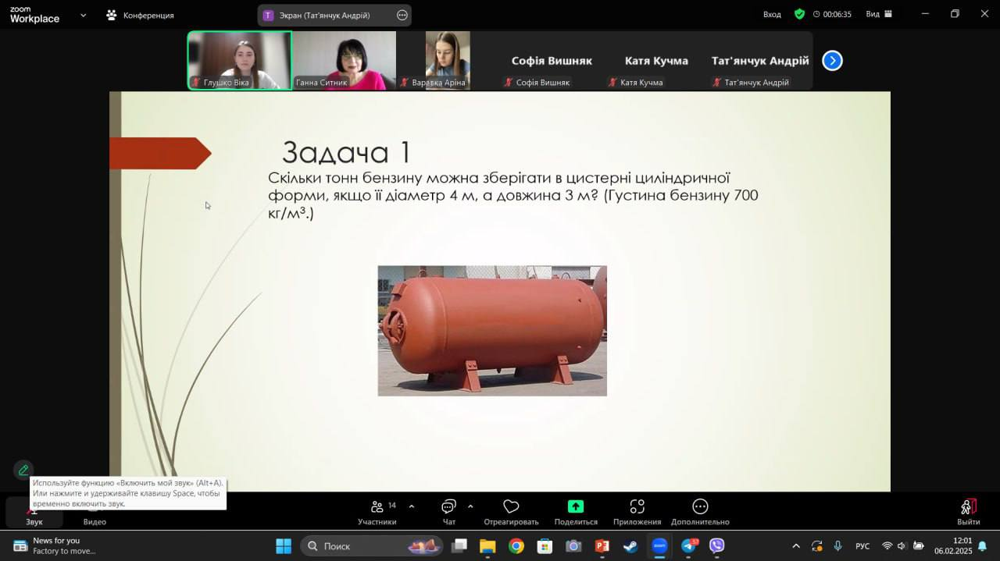 zoom
Workplace
Конференция
T Экран (Тат'янчук Андрій)
Вход
00:06:35
Вид
Глушко Віка
Ганна Ситник
Варавка Аріна
Софія Вишняк
Софія Вишняк
Катя Кучма
Катя Кучма
Тат'янчук Андрій
Тат'янчук Андрій
Задача 1
Скільки тонн бензину можна зберігати в цистерні циліндричної
форми, якщо її діаметр 4 м, а довжина 3 м? (Густина бензину 700
кг/м³.)
Используйте функцию «Включить мой звук» (Alt+A).
Или нажмите и удерживайте клавишу Space, чтобы
временно включить звук.
Звук
Видео
14
Участники
Чат
Отреагировать
Поделиться
Приложения
Дополнительно
Выйти
News for you
Factory to move...
Поиск
zoom
57
РУС
12:01
06.02.2025